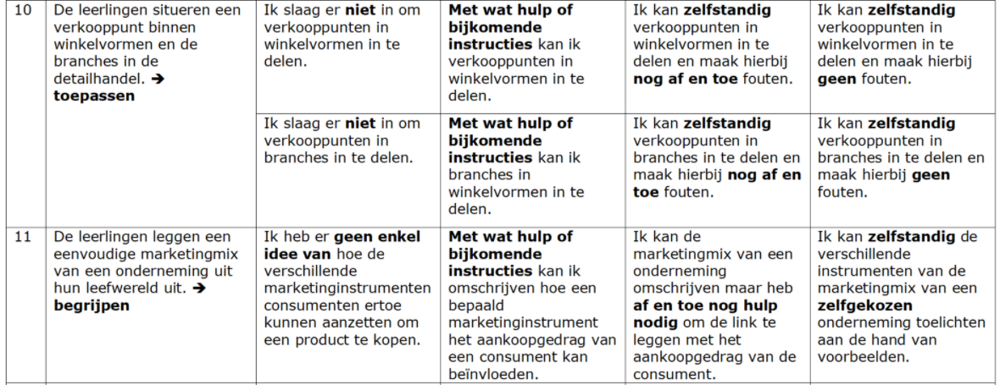 10
De leerlingen situeren een
verkooppunt binnen
winkelvormen en de
branches in de
detailhandel. ➔
toepassen
Ik slaag er niet in om
verkooppunten in
winkelvormen in te
delen.
Met wat hulp of
bijkomende
instructies kan ik
verkooppunten in
winkelvormen in te
delen.
Ik kan zelfstandig
verkooppunten in
winkelvormen in te
delen en maak hierbij
nog af en toe fouten.
Ik kan zelfstandig
verkooppunten in
winkelvormen in te
delen en maak hierbij
geen fouten.
Ik slaag er niet in om
verkooppunten in
branches in te delen.
Met wat hulp of
bijkomende
instructies kan ik
branches in
winkelvormen in te
delen.
Ik kan zelfstandig
verkooppunten in
branches in te delen en
maak hierbij nog af en
toe fouten.
Ik kan zelfstandig
verkooppunten in
branches in te delen en
maak hierbij geen
fouten.
11
De leerlingen leggen een
eenvoudige marketingmix
van een onderneming uit
hun leefwereld uit. ➔
begrijpen
Ik heb er geen enkel
idee van hoe de
verschillende
marketinginstrumenten
consumenten ertoe
kunnen aanzetten om
een product te kopen.
Met wat hulp of
bijkomende
instructies kan ik
omschrijven hoe een
bepaald
marketinginstrument
het aankoopgedrag van
een consument kan
beïnvloeden.
Ik kan de
marketingmix van een
onderneming
omschrijven maar heb
af en toe nog hulp
nodig om de link te
leggen met het
aankoopgedrag van de
consument.
Ik kan zelfstandig de
verschillende
instrumenten van de
marketingmix van een
zelfgekozen
onderneming toelichten
aan de hand van
voorbeelden.